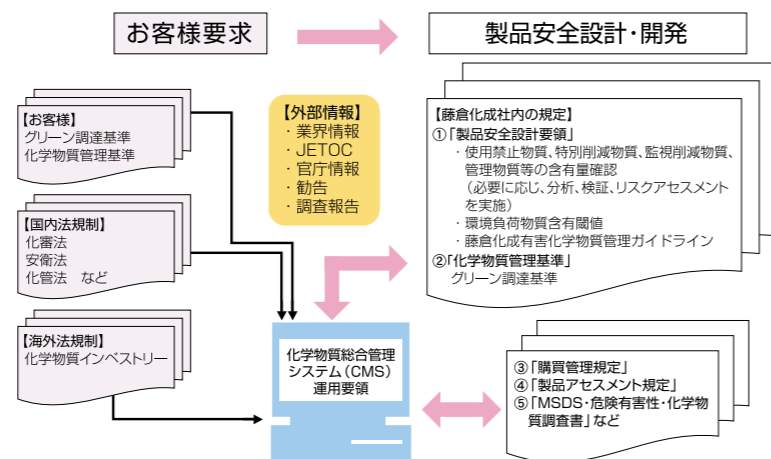 お客様要求
製品安全設計・開発
【お客様】
グリーン調達基準
化学物質管理基準
【国内法規制】
化審法
安衛法
化管法 など
【海外法規制】
化学物質インベストリー
【外部情報】
・業界情報
・JETOC
・官庁情報
・勧告
・調査報告
化学物質総合管理
システム(CMS)
運用要領
【藤倉化成社内の規定】
①「製品安全設計要領」
・使用禁止物質、特別削減物質、監視削減物質、
管理物質等の含有量確認
(必要に応じ、分析、検証、リスクアセスメント
を実施)
・環境負荷物質含有閾値
・藤倉化成有害化学物質管理ガイドライン
②「化学物質管理基準」
グリーン調達基準
③「購買管理規定」
④「製品アセスメント規定」
⑤「MSDS・危険有害性・化学物
質調査書」など